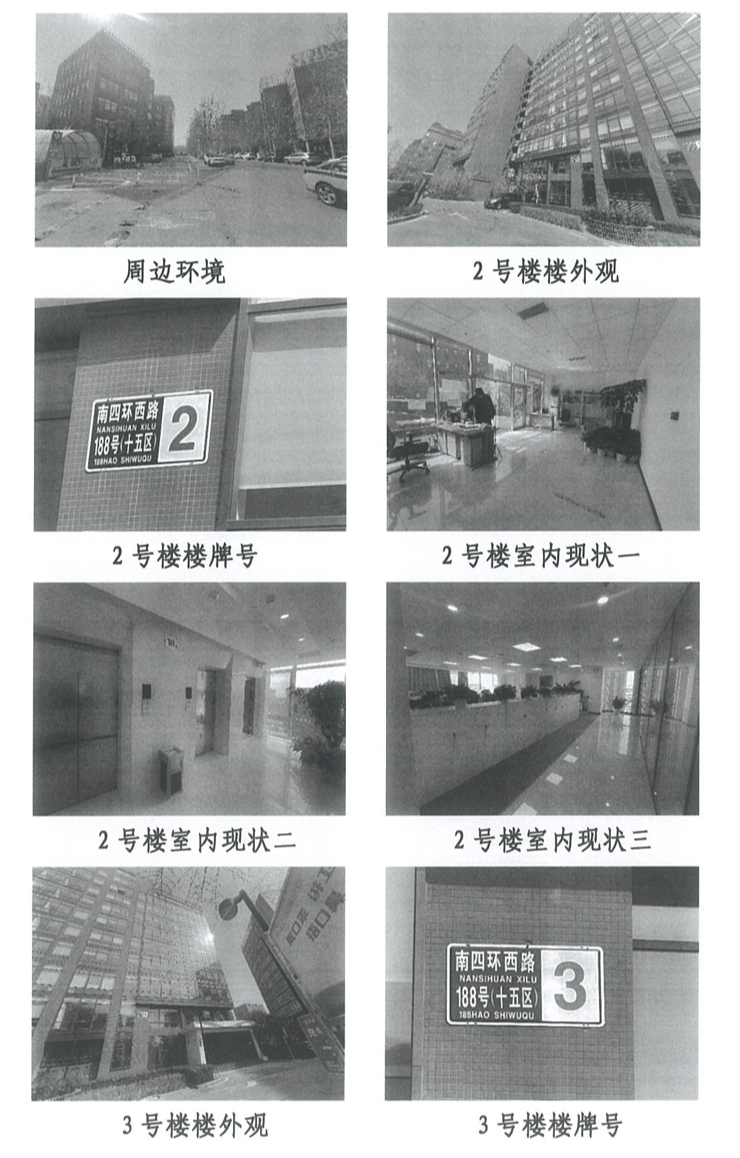 周边环境
2号楼楼外观
南四环西路
NANSIHUAN XILU
188号(十五区)
188HAO SHIWUQU
2
2号楼楼牌号
2号楼室内现状一
2号楼室内现状二
2号楼室内现状三
3号楼楼外观
南四环西路
NANSIHUAN XILU
188号(十五区)
188HAO SHIWUQU
3
3号楼楼牌号